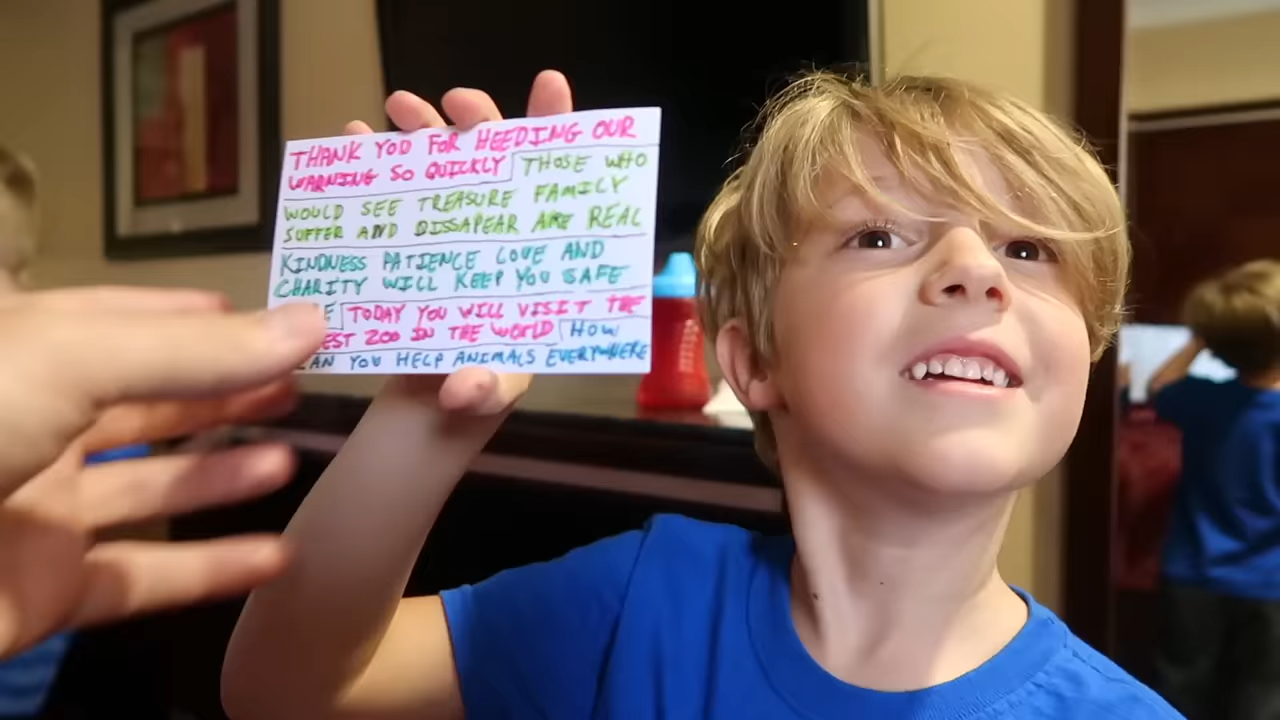 THANK YOU FOR HEEDING OUR
WARNING SO QUICKLY THOSE WHO
WOULD SEE TREASURE FAMILY
SUFFER AND DISSAPEAR ARE REAL
KINDNESS PATIENCE LOVE AND
CHARITY WILL KEEP YOU SAFE
TODAY YOU WILL VISIT THE
ZOO IN THE WORLD HOW
CAN YOU HELP ANIMALS EVERYWHERE